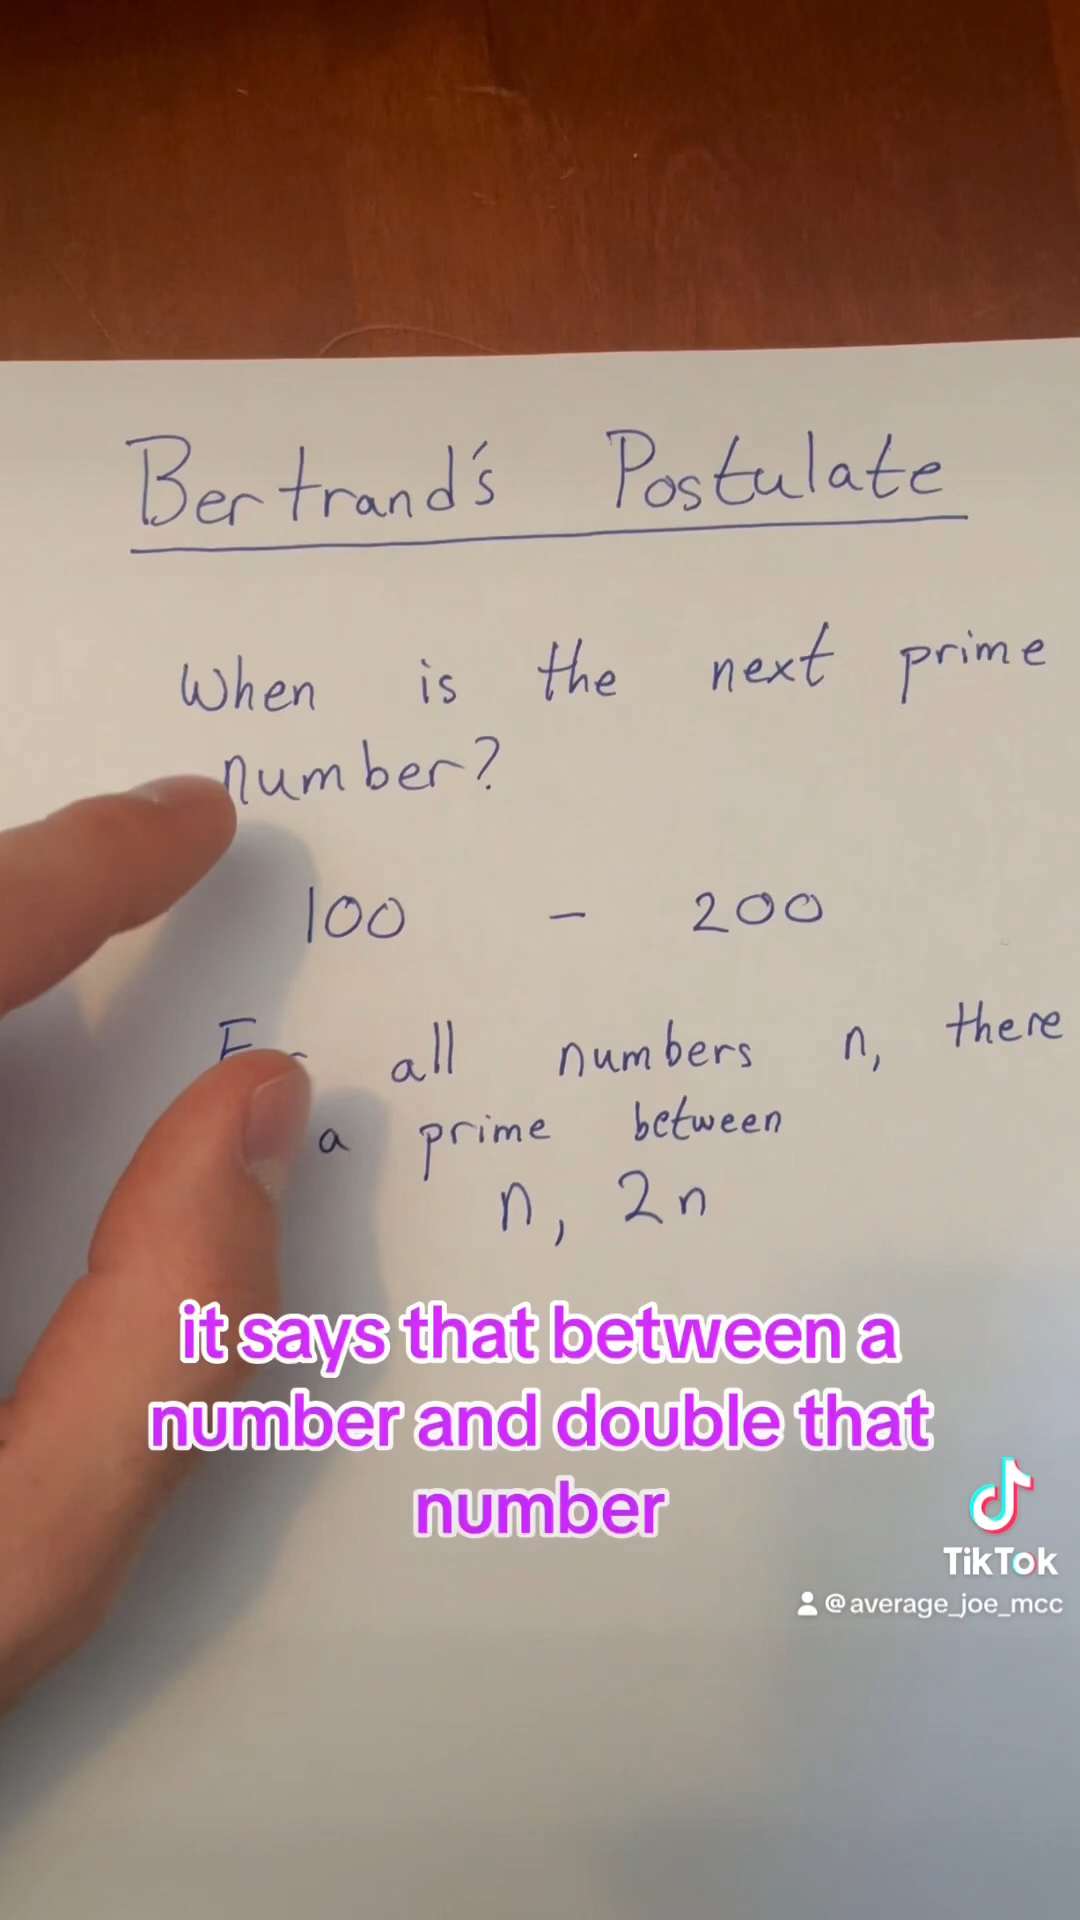 Bertrand's Postulate
When is the next prime
number?
100 - 200
all numbers n, there
a prime between
n, 2n
it says that between a
number and double that
number
TikTok
@average_joe_mcc